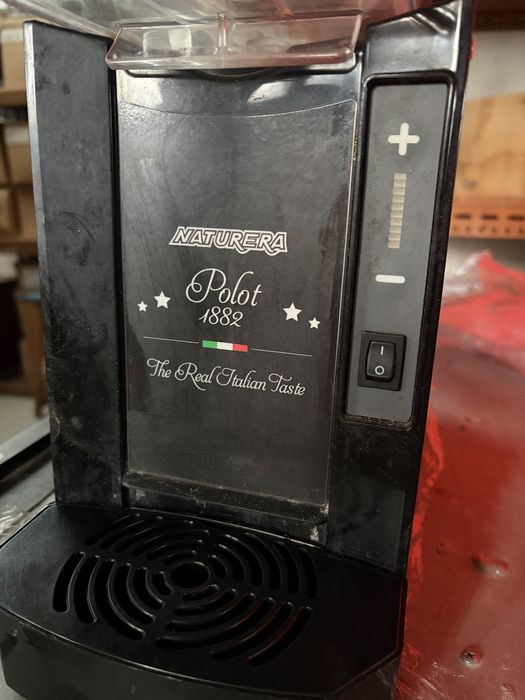 NATURERA
Polot
1882
The Real Italian Taste
+
-
I
O